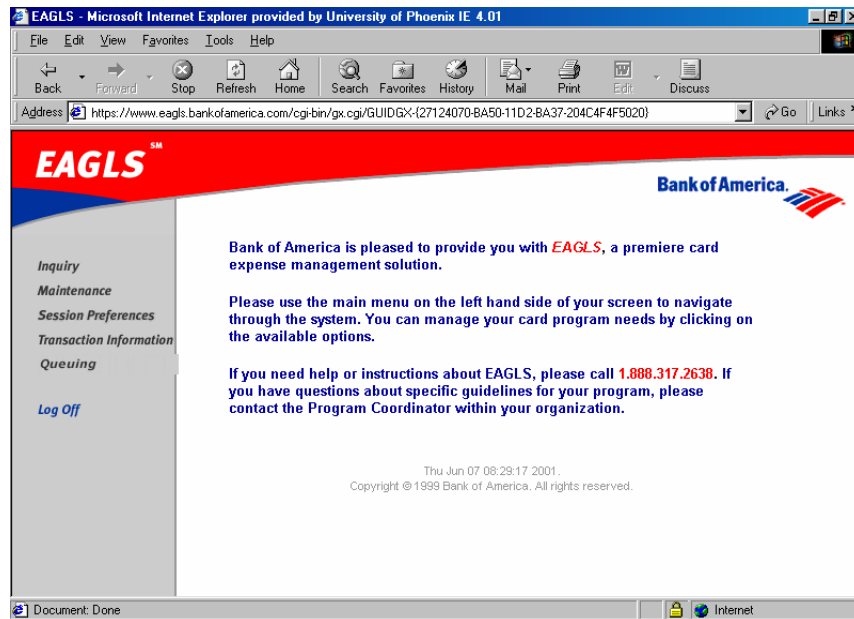 EAGLS - Microsoft Internet Explorer provided by University of Phoenix IE 4.01
File Edit View Favorites Tools Help
Back Forward Stop Refresh Home Search Favorites History Mail Print Edit Discuss
Address https://www.eagls.bankofamerica.com/cgi-bin/gx.cgi/GUIDGX-{27124070-BA50-11D2-BA37-204C4F4F5020} Go Links
EAGLS SM
Bank of America.
Inquiry
Maintenance
Session Preferences
Transaction Information
Queuing
Log Off
Bank of America is pleased to provide you with EAGLS, a premiere card
expense management solution.
Please use the main menu on the left hand side of your screen to navigate
through the system. You can manage your card program needs by clicking on
the available options.
If you need help or instructions about EAGLS, please call 1.888.317.2638. If
you have questions about specific guidelines for your program, please
contact the Program Coordinator within your organization.
Thu Jun 07 08:29:17 2001.
Copyright © 1999 Bank of America. All rights reserved.
Document: Done Internet